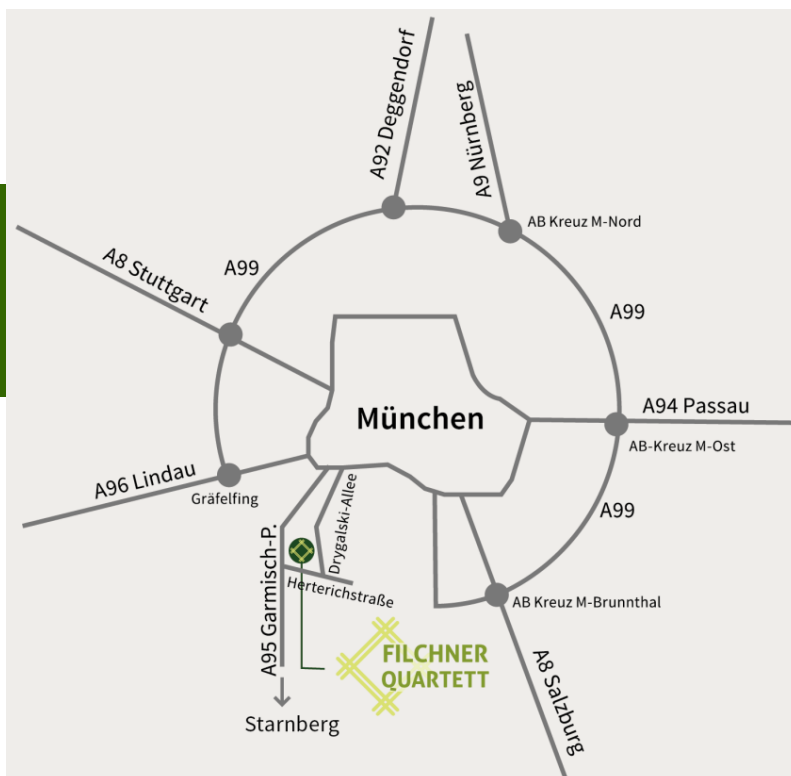 A92 Deggendorf
A9 Nürnberg
AB Kreuz M-Nord
A99
A8 Stuttgart
A99
München
A94 Passau
AB-Kreuz M-Ost
A96 Lindau
Gräfelfing
A99
Drygalski-Allee
Herterichstraße
A95 Garmisch-P.
AB Kreuz M-Brunnthal
FILCHNER
QUARTETT
A8 Salzburg
Starnberg